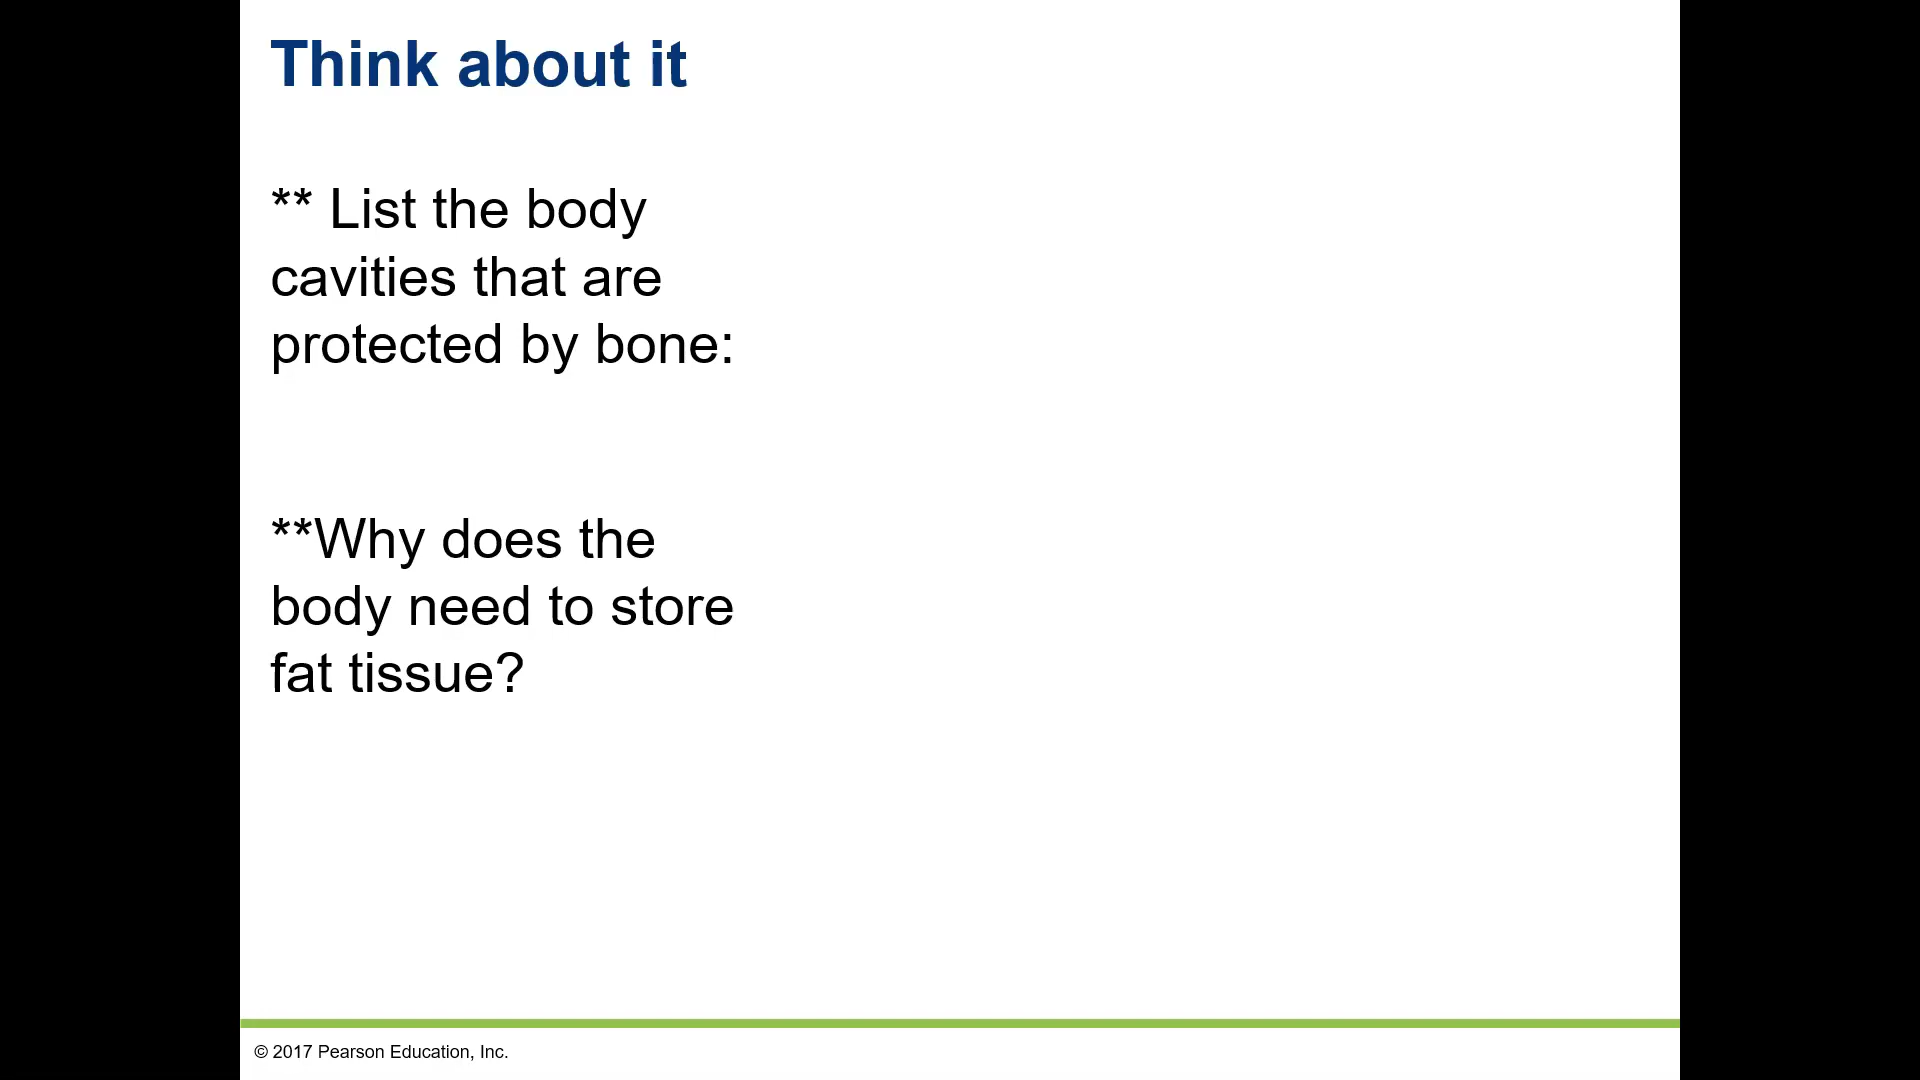 Think about it
** List the body
cavities that are
protected by bone:
**Why does the
body need to store
fat tissue?
© 2017 Pearson Education, Inc.